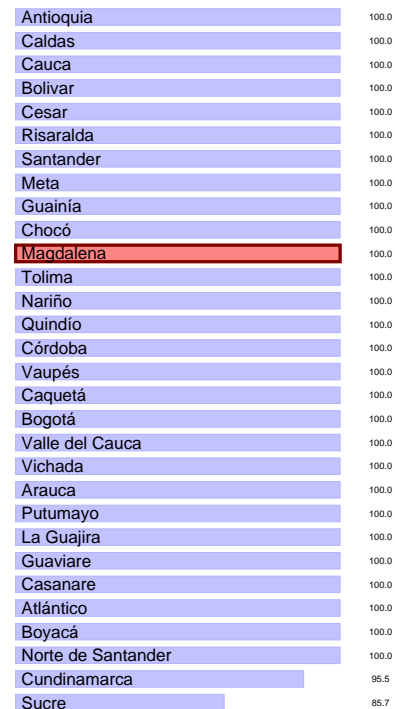 Antioquia 100.0
Caldas 100.0
Cauca 100.0
Bolivar 100.0
Cesar 100.0
Risaralda 100.0
Santander 100.0
Meta 100.0
Guainía 100.0
Chocó 100.0
Magdalena 100.0
Tolima 100.0
Nariño 100.0
Quindío 100.0
Córdoba 100.0
Vaupés 100.0
Caquetá 100.0
Bogotá 100.0
Valle del Cauca 100.0
Vichada 100.0
Arauca 100.0
Putumayo 100.0
La Guajira 100.0
Guaviare 100.0
Casanare 100.0
Atlántico 100.0
Boyacá 100.0
Norte de Santander 100.0
Cundinamarca 95.5
Sucre 85.7